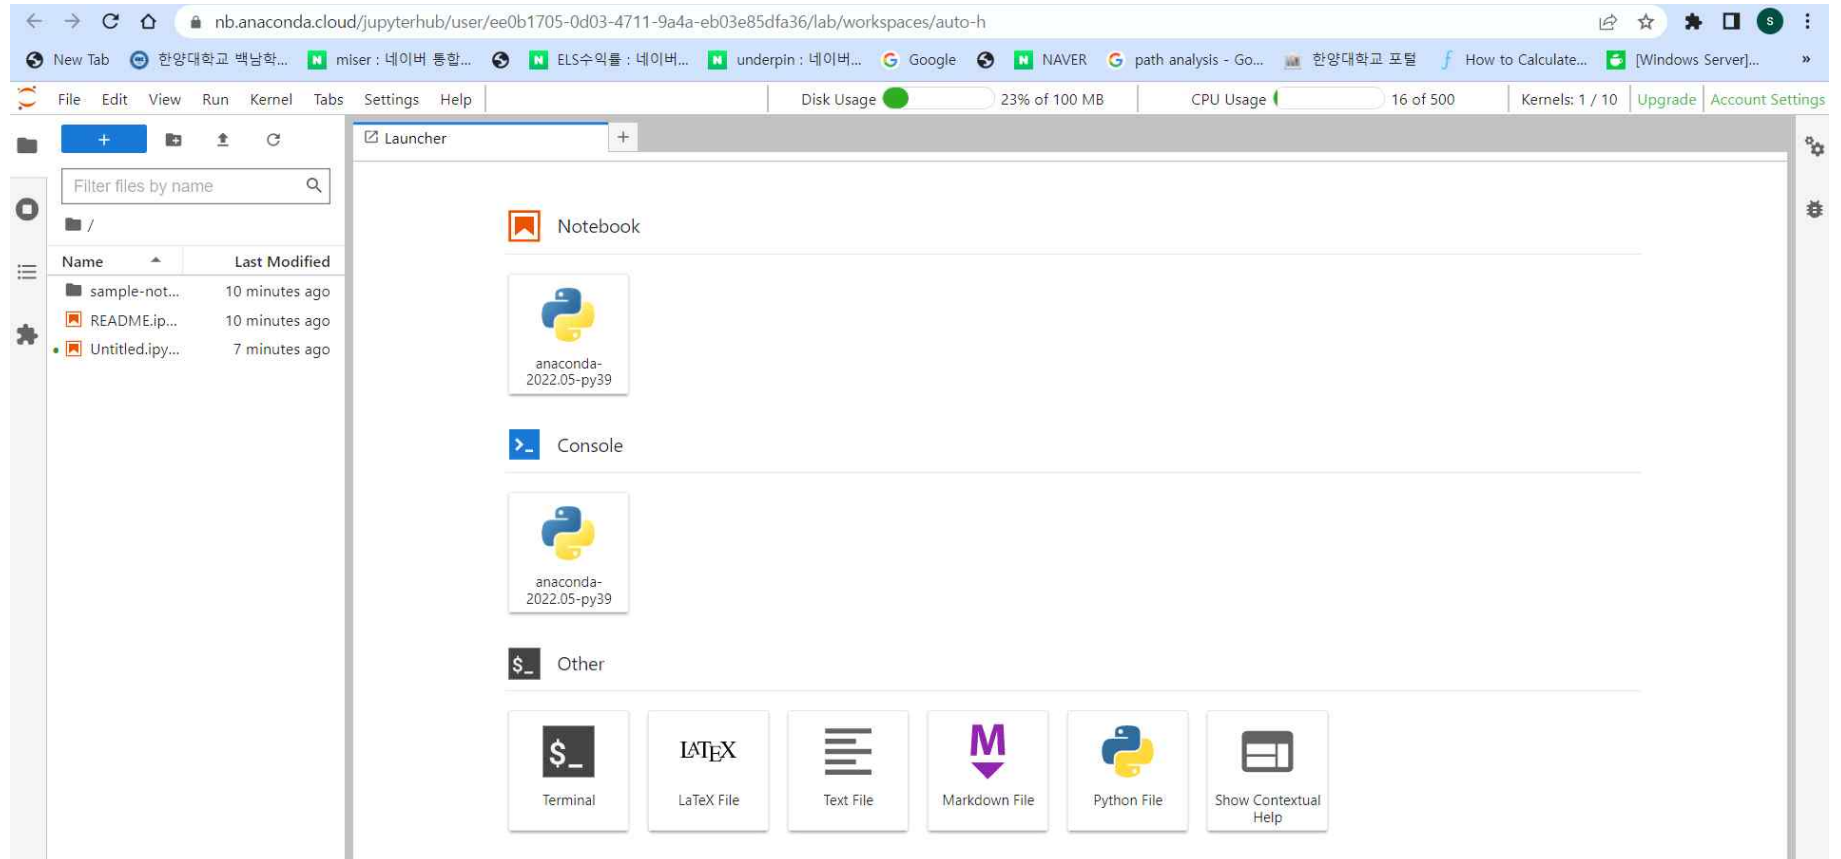 nb.anaconda.cloud/jupyterhub/user/ee0b1705-0d03-4711-9a4a-eb03e85dfa36/lab/workspaces/auto-h
S
New Tab 한양대학교 백남학... miser : 네이버 통합... ELS수익률 : 네이버... underpin : 네이버... Google NAVER path analysis - Go... 한양대학교 포털 How to Calculate... [Windows Server]... »
File Edit View Run Kernel Tabs Settings Help Disk Usage 23% of 100 MB CPU Usage 16 of 500 Kernels: 1 / 10 Upgrade Account Settings
+ Launcher +
Filter files by name
/
Name Last Modified
sample-not... 10 minutes ago
README.ip... 10 minutes ago
Untitled.ipy... 7 minutes ago
Notebook
anaconda-
2022.05-py39
>_ Console
anaconda-
2022.05-py39
$_ Other
$_ LATEX M
Terminal LaTeX File Text File Markdown File Python File Show Contextual
Help